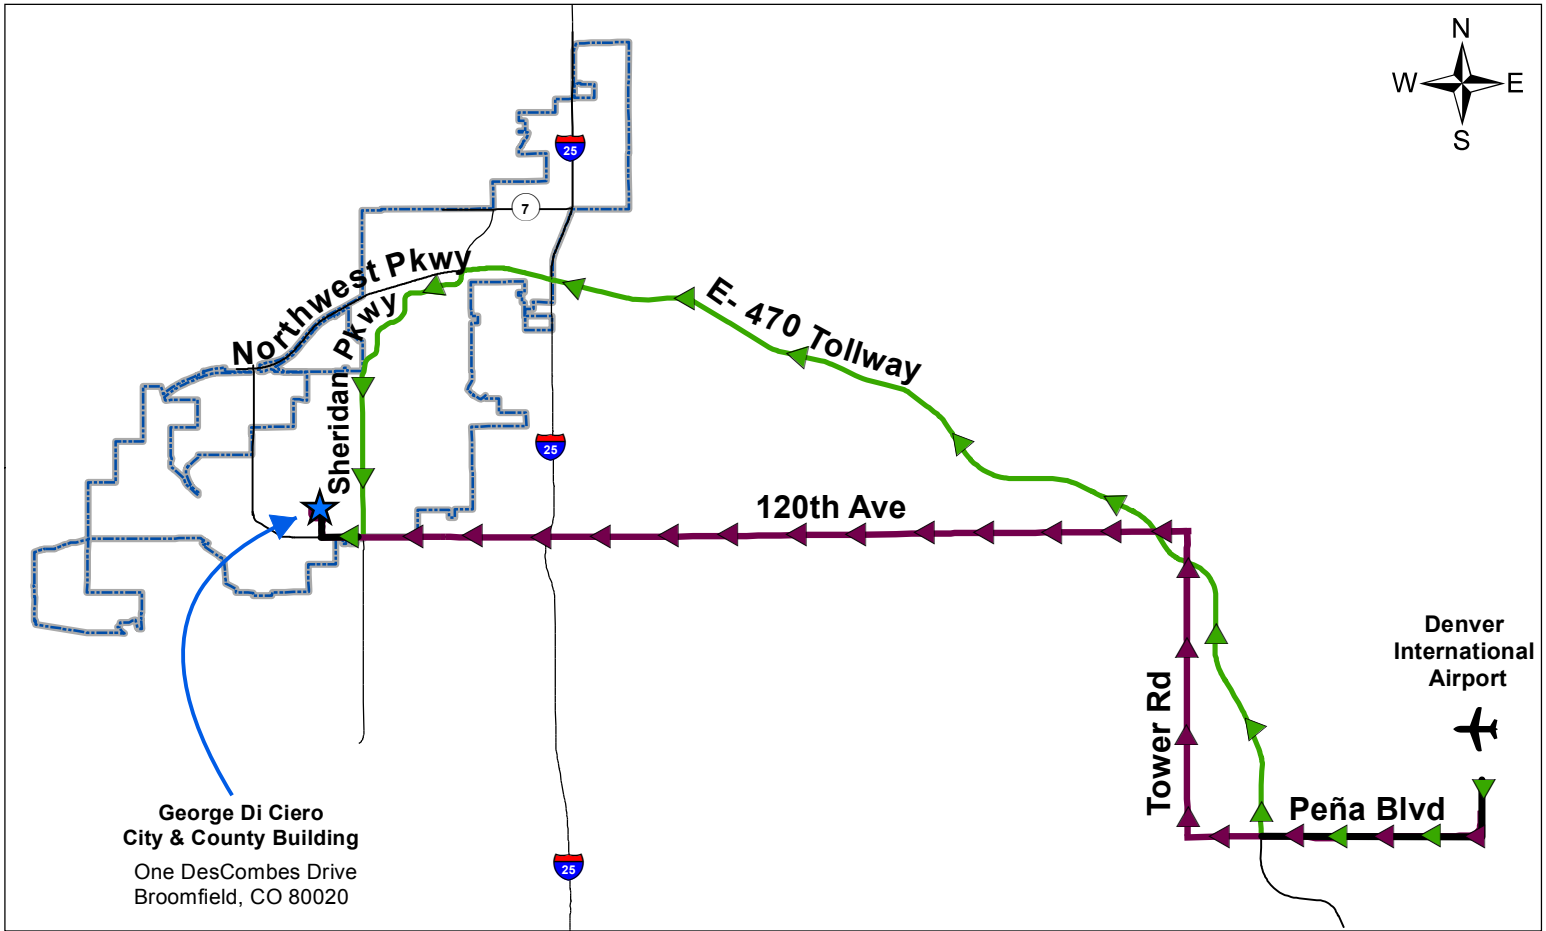 N
W E
S
25
7
Northwest Pkwy
E- 470 Tollway
Sheridan Pkwy
25
120th Ave
Denver
International
Airport
Tower Rd
Peña Blvd
George Di Ciero
City & County Building
One DesCombes Drive
Broomfield, CO 80020
25